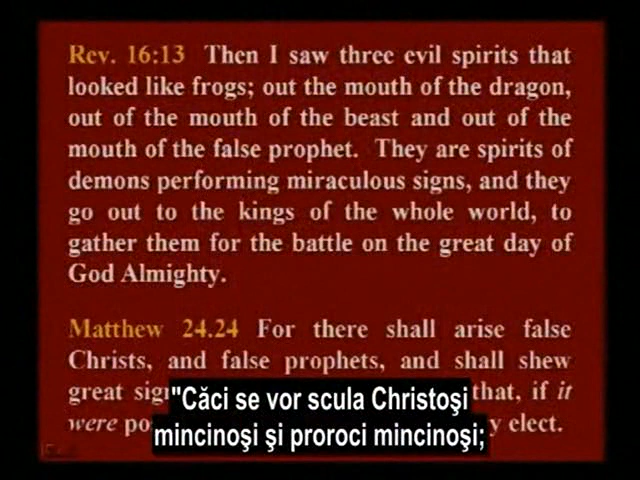 Rev. 16:13 Then I saw three evil spirits that
looked like frogs; out the mouth of the dragon,
out of the mouth of the beast and out of the
mouth of the false prophet. They are spirits of
demons performing miraculous signs, and they
go out to the kings of the whole world, to
gather them for the battle on the great day of
God Almighty.
Matthew 24.24 For there shall arise false
Christs, and false prophets, and shall shew
great that, if it
were elect.
"Căci se vor scula Christoşi
mincinoşi şi proroci mincinoşi;